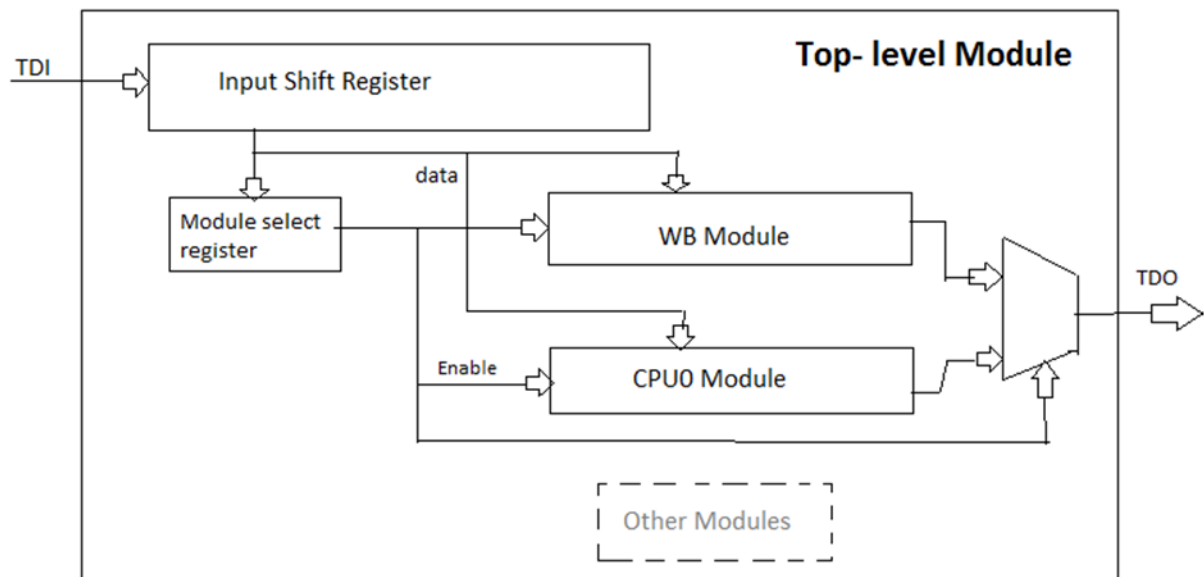 Top- level Module
TDI
Input Shift Register
data
Module select
register
WB Module
TDO
Enable
CPU0 Module
Other Modules